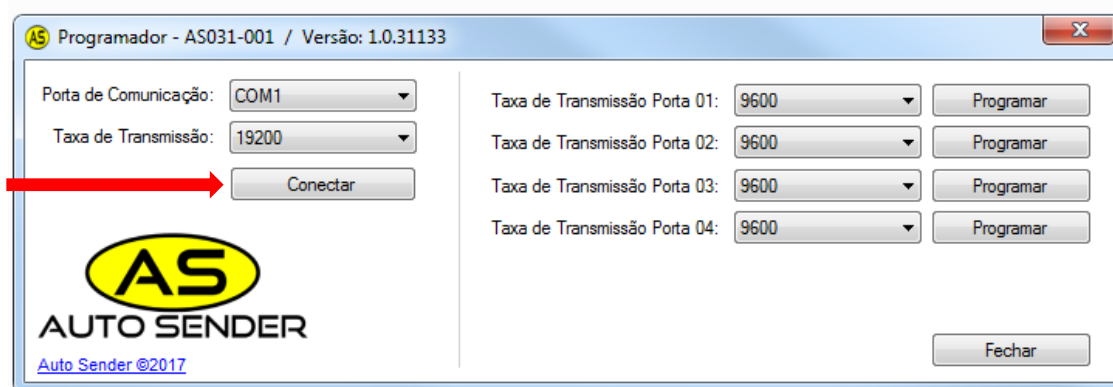 AS Programador - AS031-001 / Versão: 1.0.31133
Porta de Comunicação: COM1
Taxa de Transmissão: 19200
Conectar
AS
AUTO SENDER
Auto Sender ©2017
Taxa de Transmissão Porta 01: 9600 Programar
Taxa de Transmissão Porta 02: 9600 Programar
Taxa de Transmissão Porta 03: 9600 Programar
Taxa de Transmissão Porta 04: 9600 Programar
Fechar